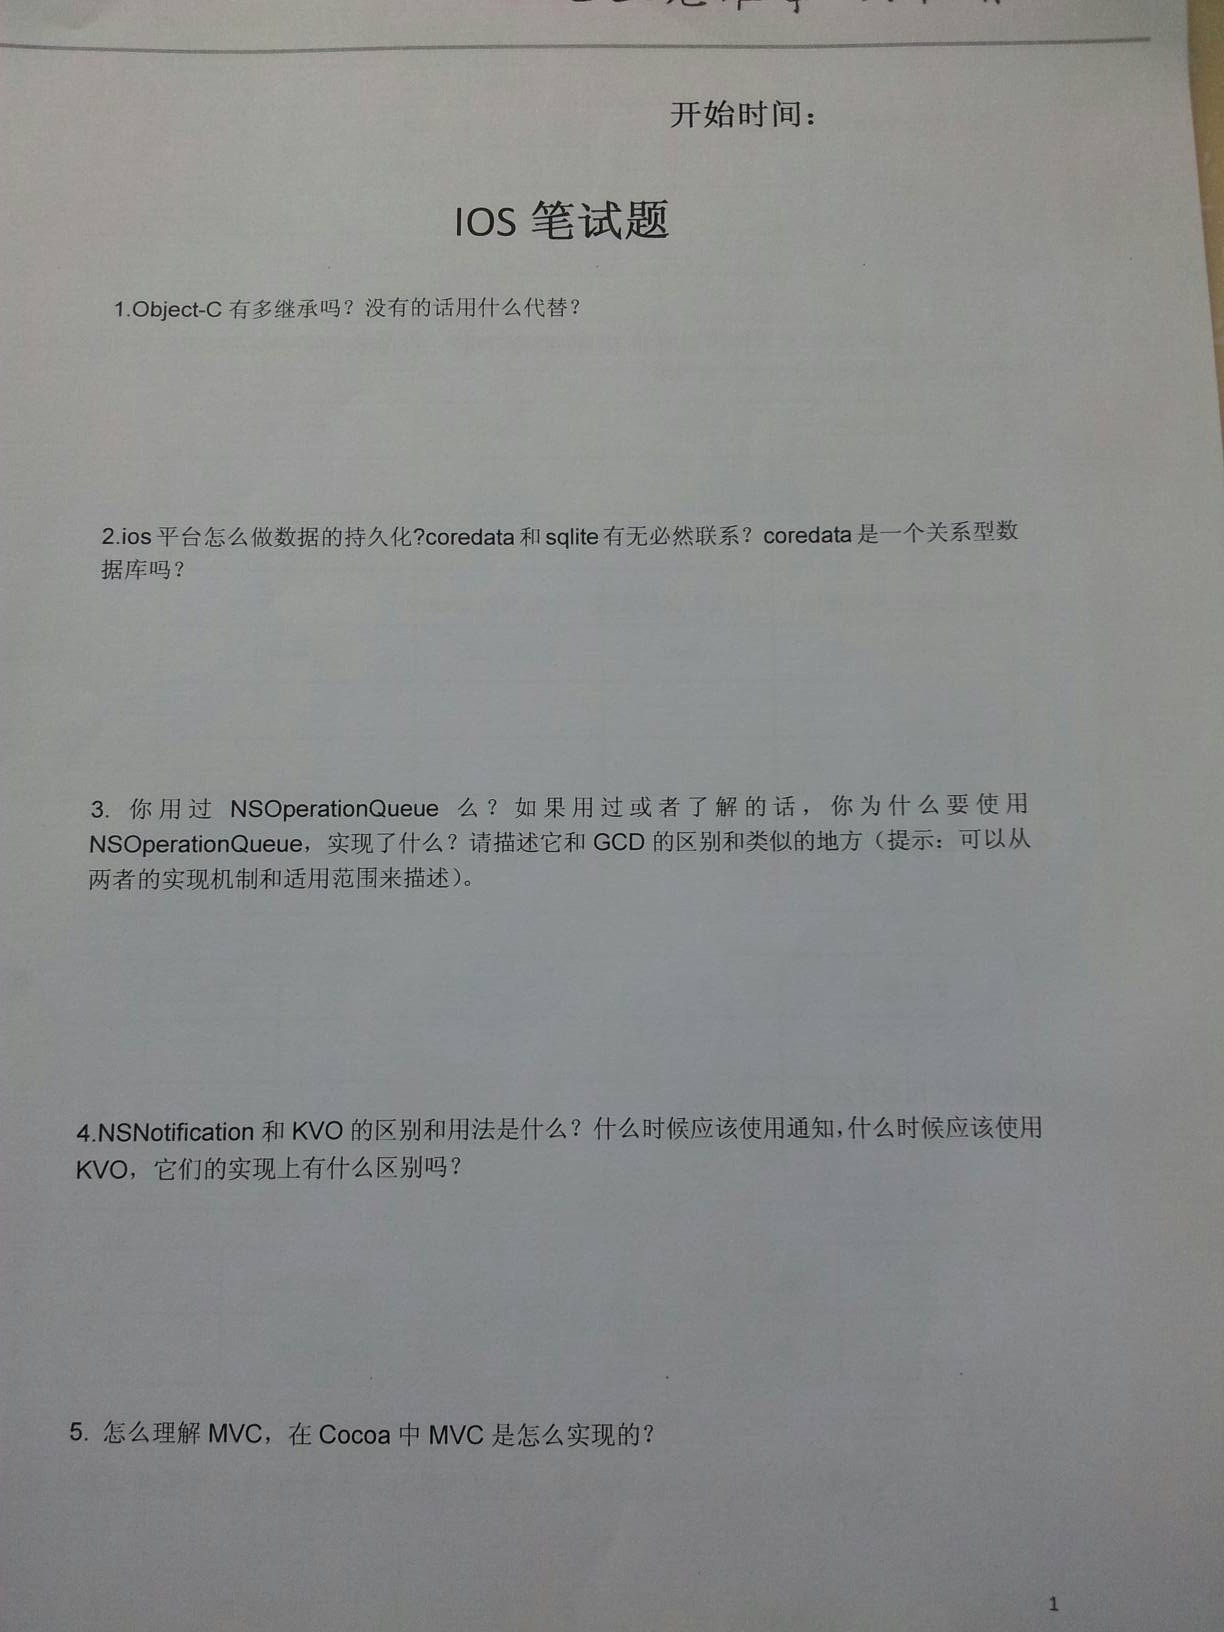 开始时间：
IOS 笔试题
1.Object-C 有多继承吗？没有的话用什么代替？
2.ios 平台怎么做数据的持久化?coredata 和 sqlite 有无必然联系？coredata 是一个关系型数
据库吗？
3. 你用过 NSOperationQueue 么？如果用过或者了解的话，你为什么要使用
NSOperationQueue，实现了什么？请描述它和 GCD 的区别和类似的地方（提示：可以从
两者的实现机制和适用范围来描述）。
4.NSNotification 和 KVO 的区别和用法是什么？什么时候应该使用通知,什么时候应该使用
KVO，它们的实现上有什么区别吗？
5. 怎么理解 MVC，在 Cocoa 中 MVC 是怎么实现的？
1